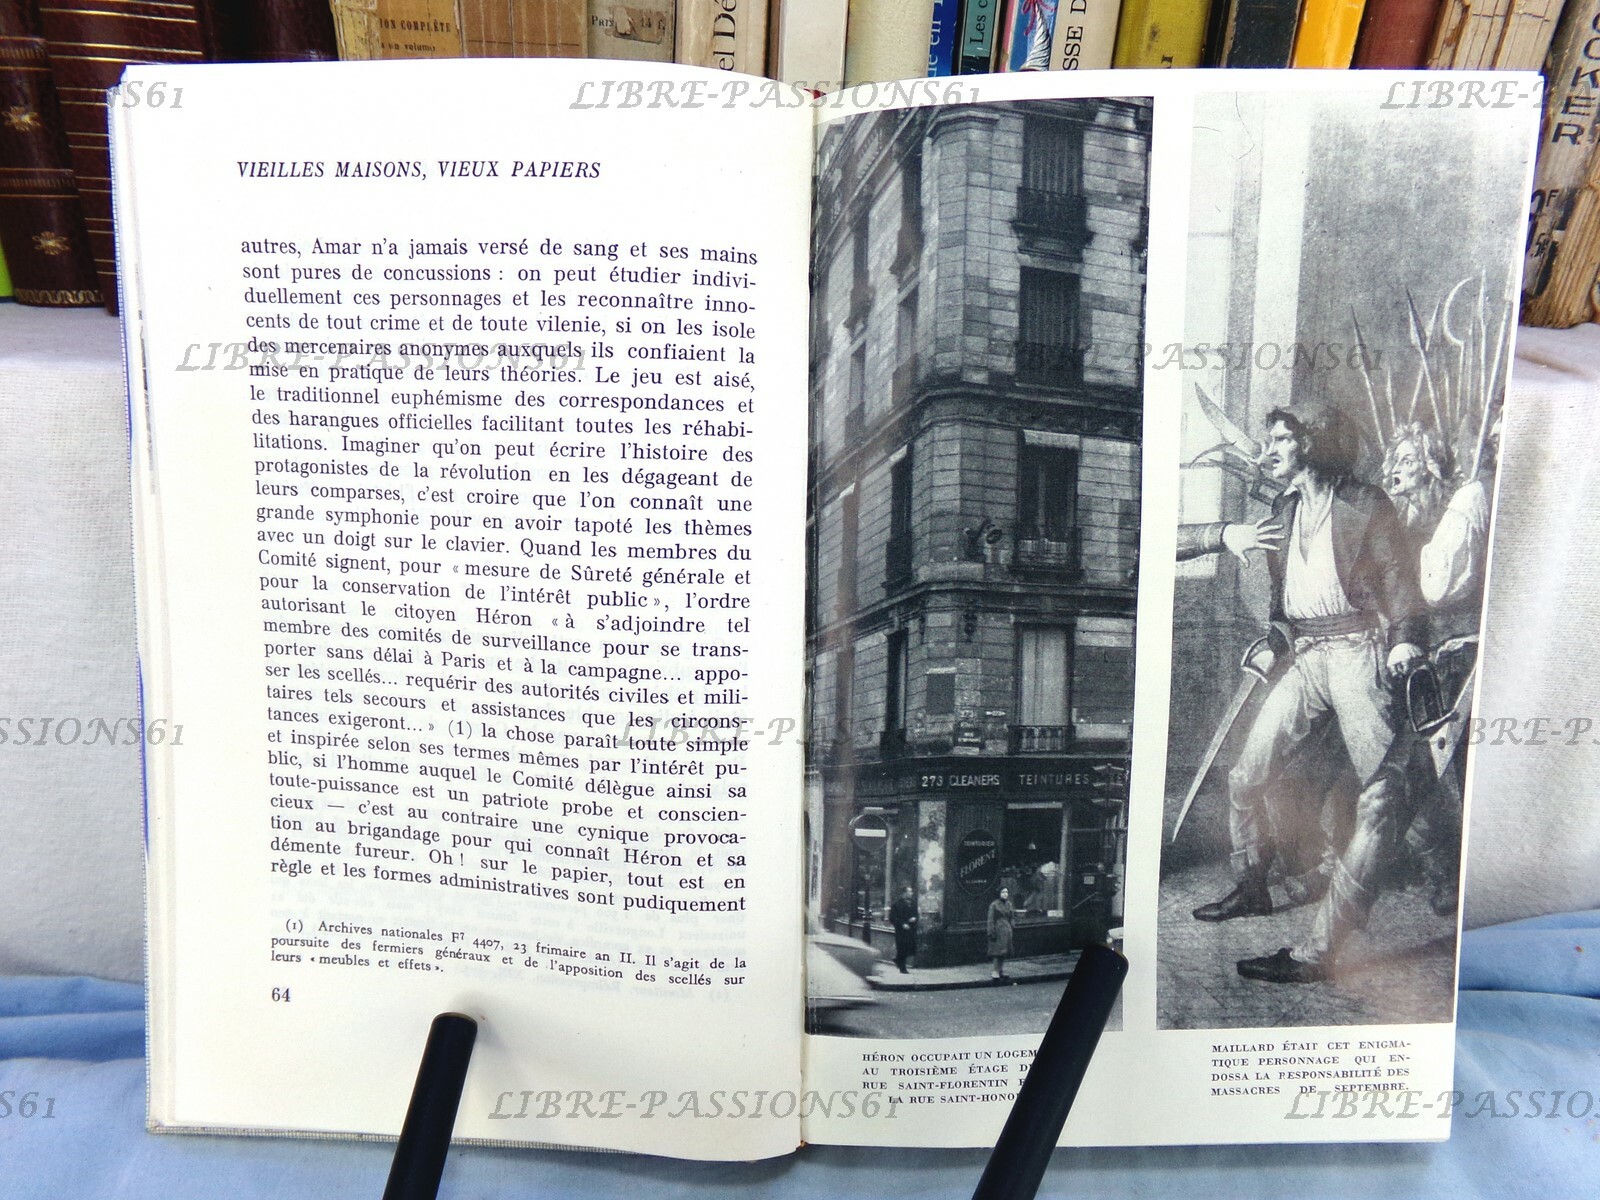 ION COMPLÈTE
en un volume
LIBRE-PASSIONS61
VIEILLES MAISONS, VIEUX PAPIERS
autres, Amar n'a jamais versé de sang et ses mains
sont pures de concussions : on peut étudier indivi-
duellement ces personnages et les reconnaître inno-
cents de tout crime et de toute vilenie, si on les isole
des mercenaires anonymes auxquels ils confiaient la
mise en pratique de leurs théories. Le jeu est aisé,
le traditionnel euphémisme des correspondances et
des harangues officielles facilitant toutes les réhabi-
litations. Imaginer qu'on peut écrire l'histoire des
protagonistes de la révolution en les dégageant de
leurs comparses, c'est croire que l'on connaît une
grande symphonie pour en avoir tapoté les thèmes
avec un doigt sur le clavier. Quand les membres du
Comité signent, pour « mesure de Sûreté générale et
pour la conservation de l'intérêt public », l'ordre
autorisant le citoyen Héron « à s'adjoindre tel
membre des comités de surveillance pour se trans-
porter sans délai à Paris et à la campagne... appo-
ser les scellés... requérir des autorités civiles et mili-
taires tels secours et assistances que les circons-
tances exigeront... » (1) la chose paraît toute simple
et inspirée selon ses termes mêmes par l'intérêt pu-
blic, si l'homme auquel le Comité délègue ainsi sa
toute-puissance est un patriote probe et conscien-
cieux — c'est au contraire une cynique provoca-
tion au brigandage pour qui connaît Héron et sa
démente fureur. Oh ! sur le papier, tout est en
règle et les formes administratives sont pudiquement
(1) Archives nationales F7 4407, 23 frimaire an II. Il s'agit de la
poursuite des fermiers généraux et de l'apposition des scellés sur
leurs « meubles et effets ».
64
273 CLEANERS TEINTURES
TEINTURIER
FLORENT
HÉRON OCCUPAIT UN LOGEM
AU TROISIÈME ÉTAGE D
RUE SAINT-FLORENTIN
LA RUE SAINT-HONO
MAILLARD ÉTAIT CET ENIGMA-
TIQUE PERSONNAGE QUI EN-
DOSSA LA RESPONSABILITÉ DES
MASSACRES DE SEPTEMBRE.
LIBRE-PASSIONS61